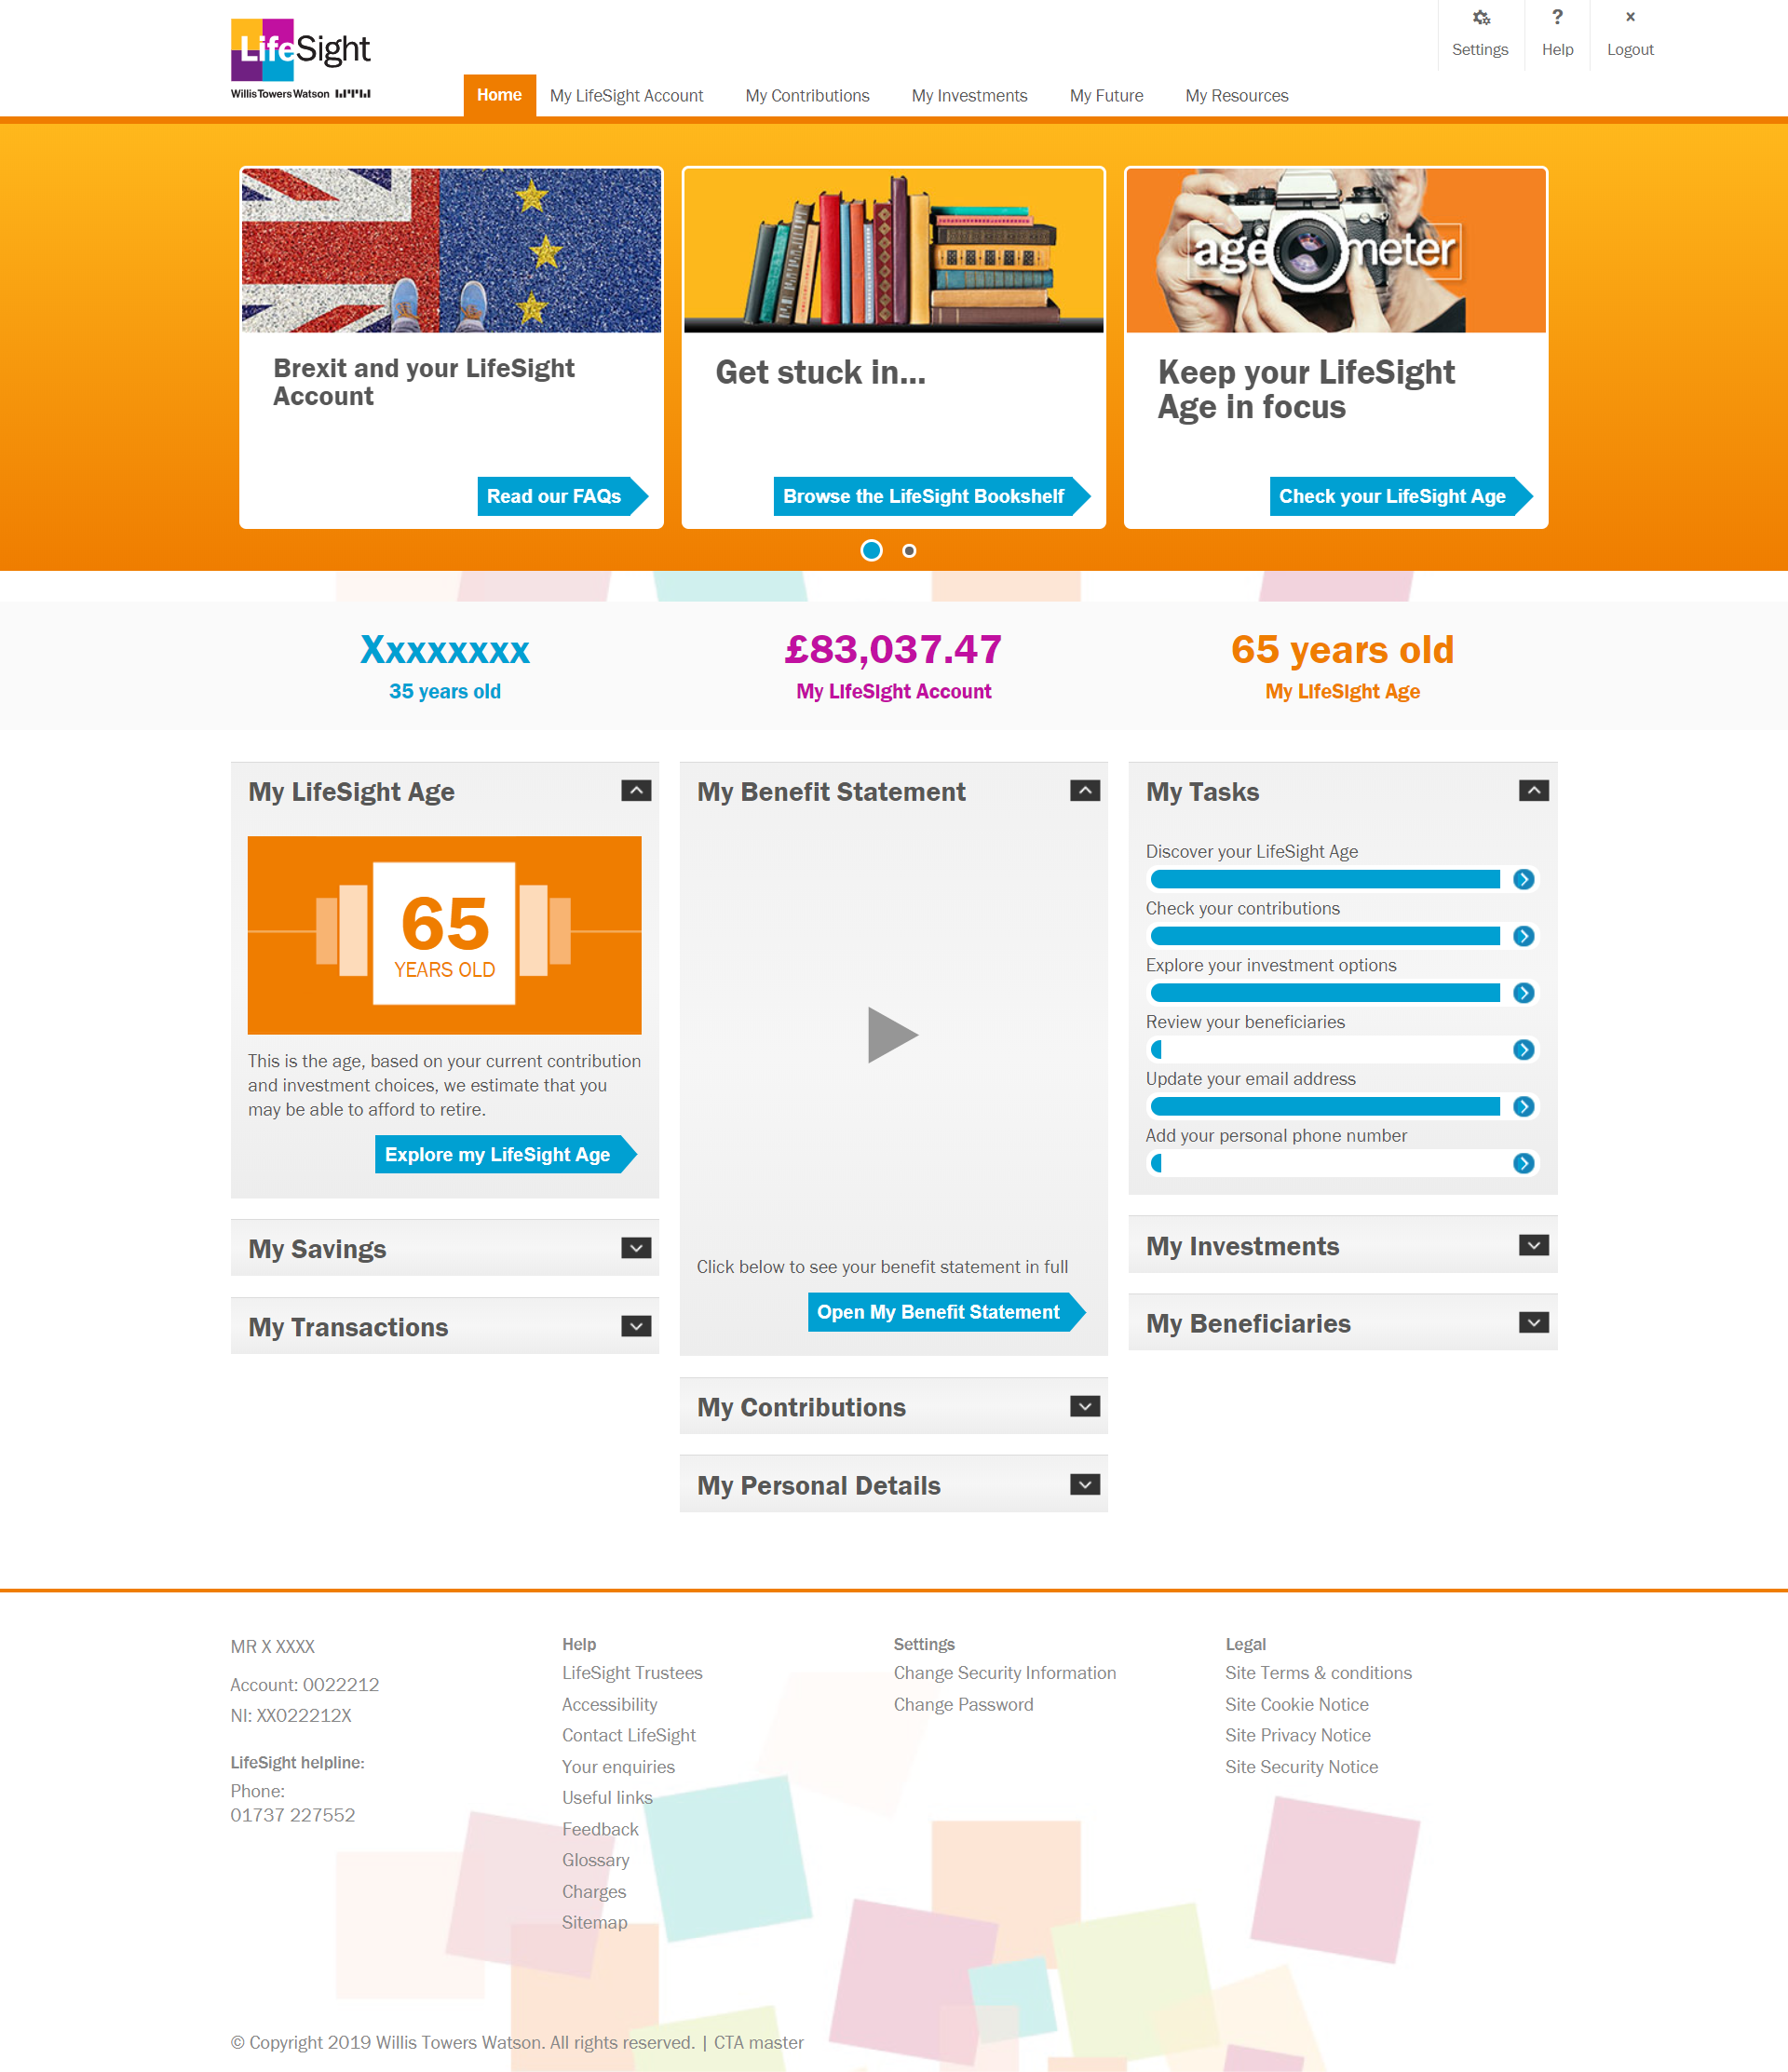 LifeSight
Willis Towers Watson
Settings
Help
Logout
Home
My LifeSight Account
My Contributions
My Investments
My Future
My Resources
age meter
Brexit and your LifeSight
Account
Read our FAQs
Get stuck in...
Browse the LifeSight Bookshelf
Keep your LifeSight
Age in focus
Check your LifeSight Age
Xxxxxxxxx
35 years old
£83,037.47
My LifeSight Account
65 years old
My LifeSight Age
My LifeSight Age
65
YEARS OLD
This is the age, based on your current contribution
and investment choices, we estimate that you
may be able to afford to retire.
Explore my LifeSight Age
My Savings
My Transactions
My Benefit Statement
Click below to see your benefit statement in full
Open My Benefit Statement
My Contributions
My Personal Details
My Tasks
Discover your LifeSight Age
Check your contributions
Explore your investment options
Review your beneficiaries
Update your email address
Add your personal phone number
My Investments
My Beneficiaries
MR X XXXX
Account: 0022212
NI: XX022212X
LifeSight helpline:
Phone:
01737 227552
Help
LifeSight Trustees
Accessibility
Contact LifeSight
Your enquiries
Useful links
Feedback
Glossary
Charges
Sitemap
Settings
Change Security Information
Change Password
Legal
Site Terms & conditions
Site Cookie Notice
Site Privacy Notice
Site Security Notice
© Copyright 2019 Willis Towers Watson. All rights reserved. | CTA master